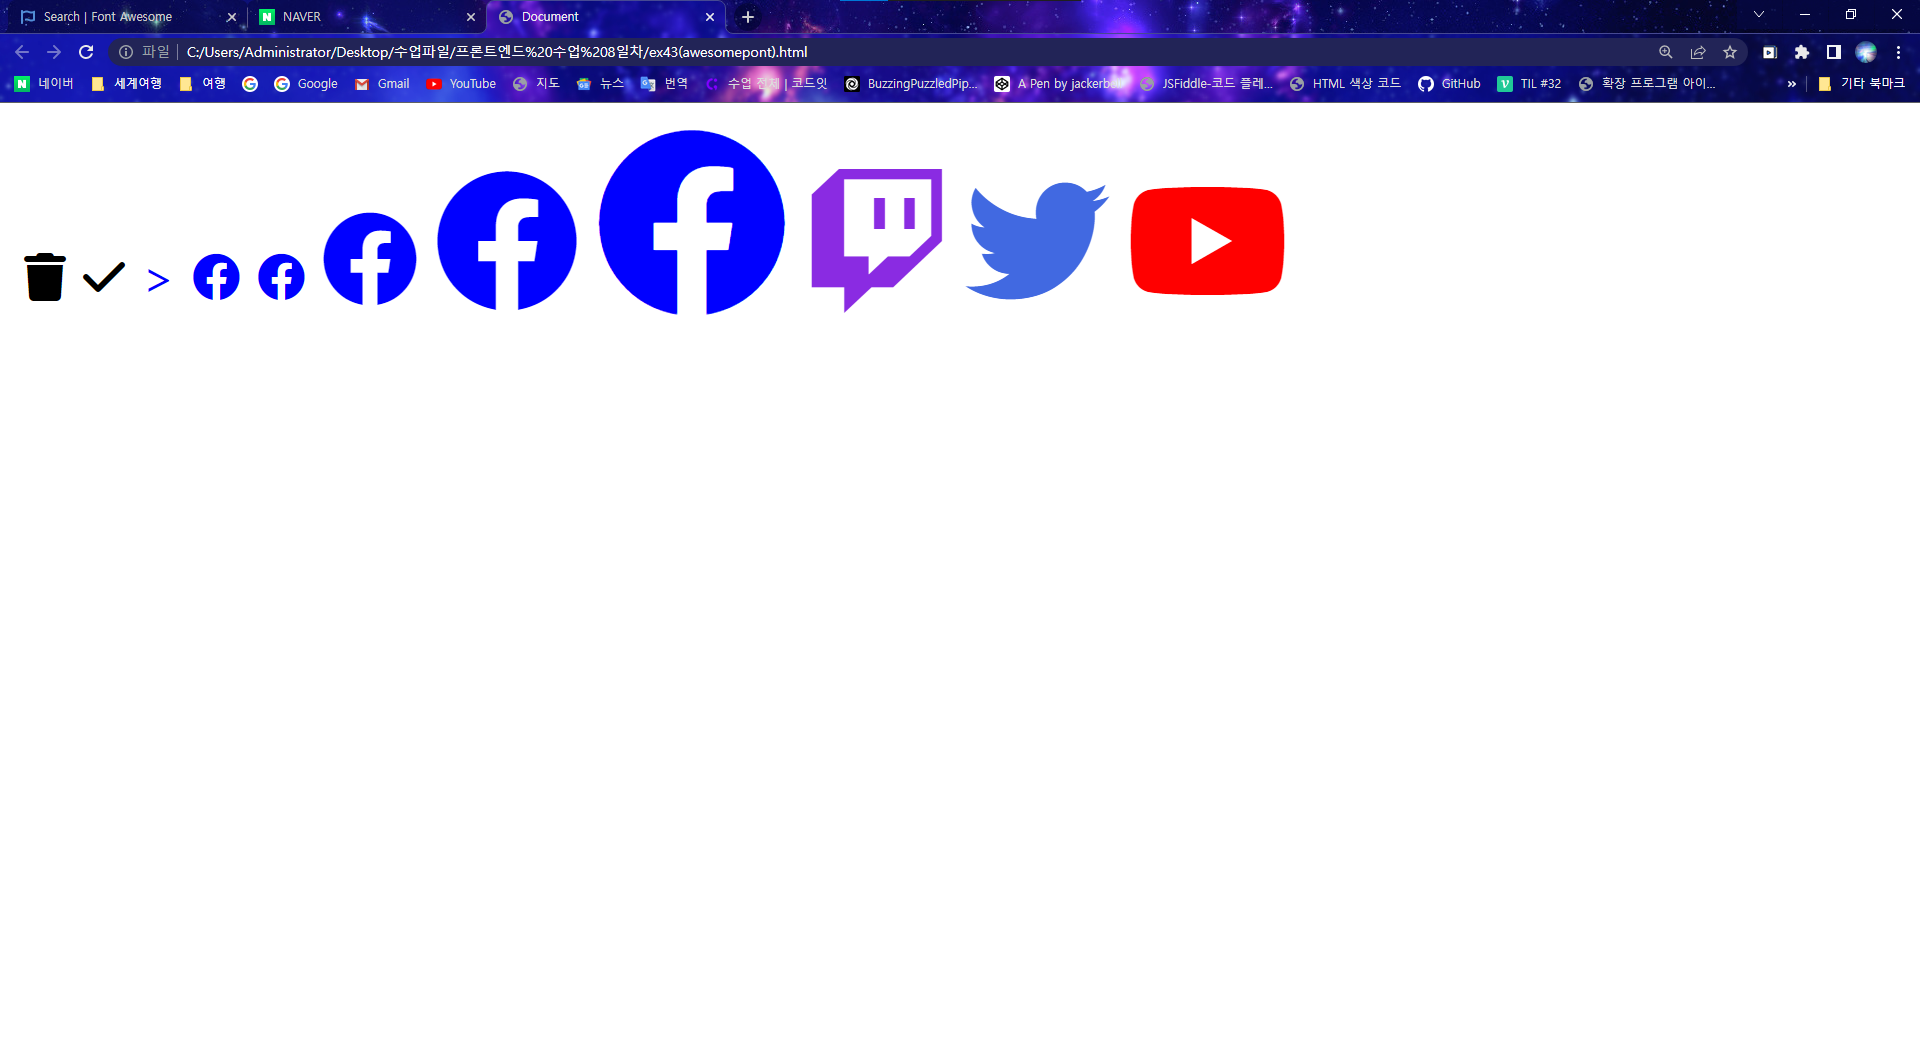 Search | Font Awesome
NAVER
Document
파일 C:/Users/Administrator/Desktop/수업파일/프론트엔드%20수업%208일차/ex43(awesomepont).html
네이버 세계여행 여행 Google Gmail YouTube 지도 뉴스 번역 수업 전체 | 코드잇 BuzzingPuzzledPip... A Pen by jackerbell JSFiddle-코드 플레... HTML 색상 코드 GitHub TIL #32 확장 프로그램 아이... » 기타 북마크
>